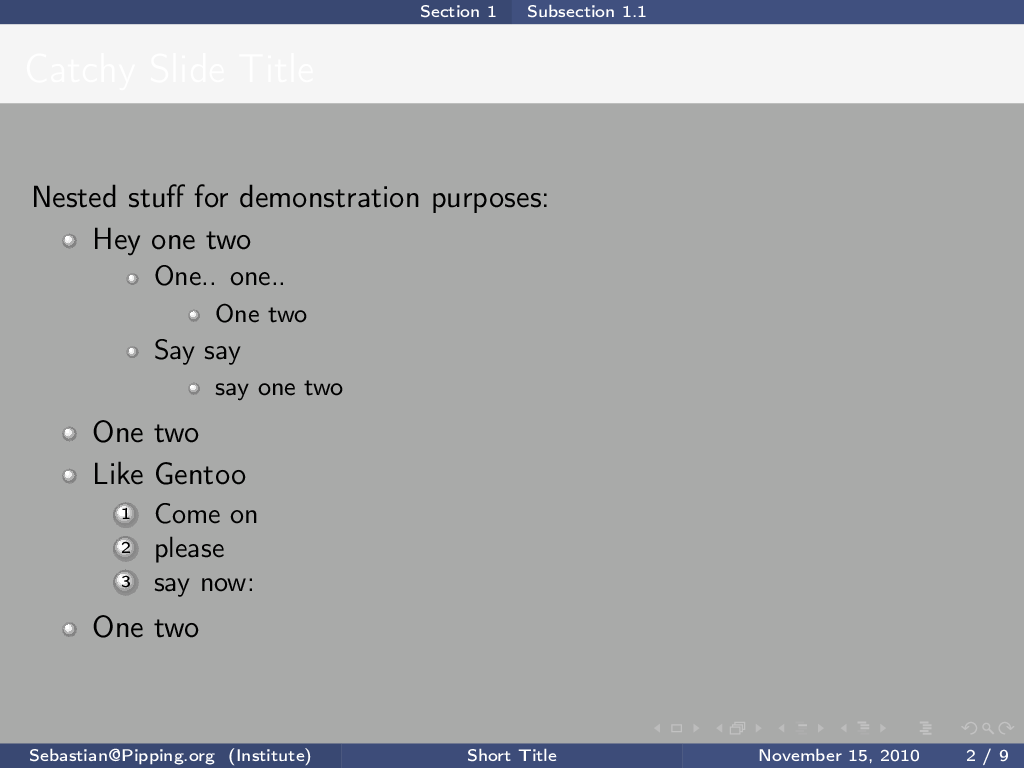 Section 1 Subsection 1.1
Catchy Slide Title
Nested stuff for demonstration purposes:
Hey one two
One.. one..
One two
Say say
say one two
One two
Like Gentoo
1 Come on
2 please
3 say now:
One two
Sebastian@Pipping.org (Institute) Short Title November 15, 2010 2 / 9